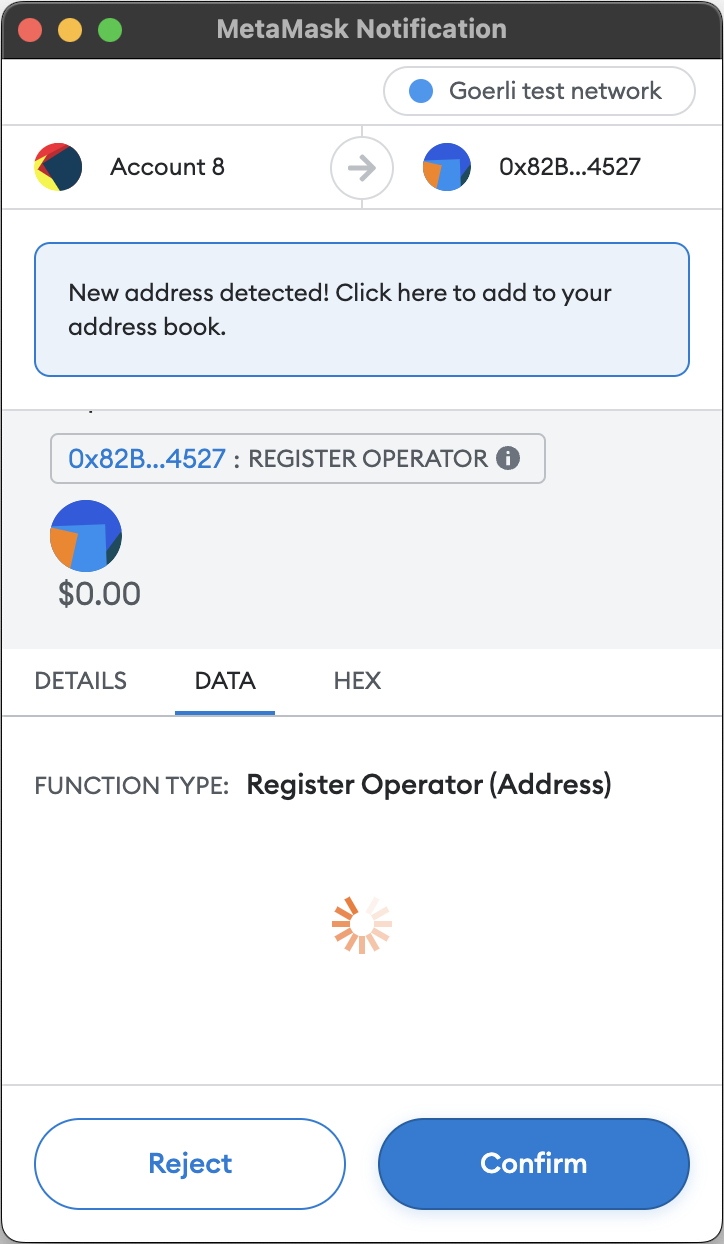 MetaMask Notification
Goerli test network
Account 8
0x82B...4527
New address detected! Click here to add to your
address book.
0x82B...4527 : REGISTER OPERATOR
$0.00
DETAILS DATA HEX
FUNCTION TYPE: Register Operator (Address)
Reject Confirm